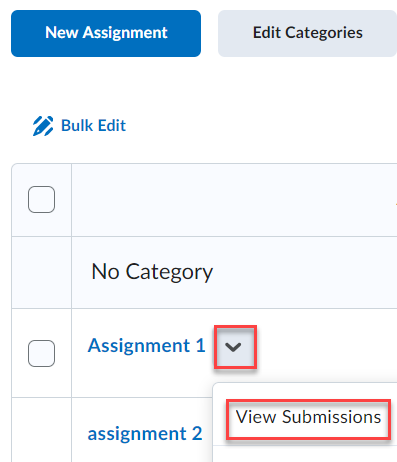 New Assignment
Edit Categories
Bulk Edit
No Category
Assignment 1
View Submissions
assignment 2